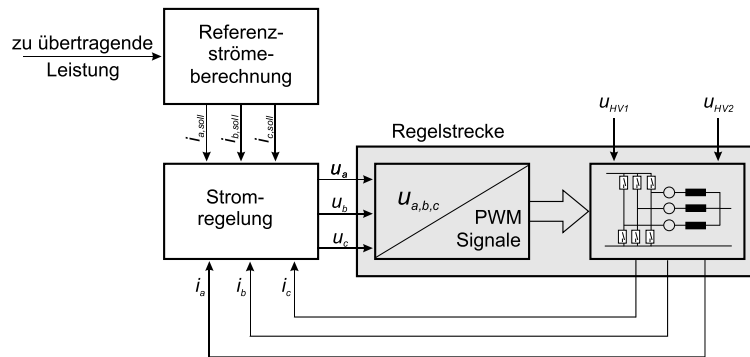 zu übertragende
Leistung
Referenz-
ströme-
berechnung
i_a,soll
i_b,soll
i_c,soll
u_HV1
u_HV2
Regelstrecke
Strom-
regelung
u_a
u_b
u_c
u_a,b,c
PWM
Signale
i_a
i_b
i_c